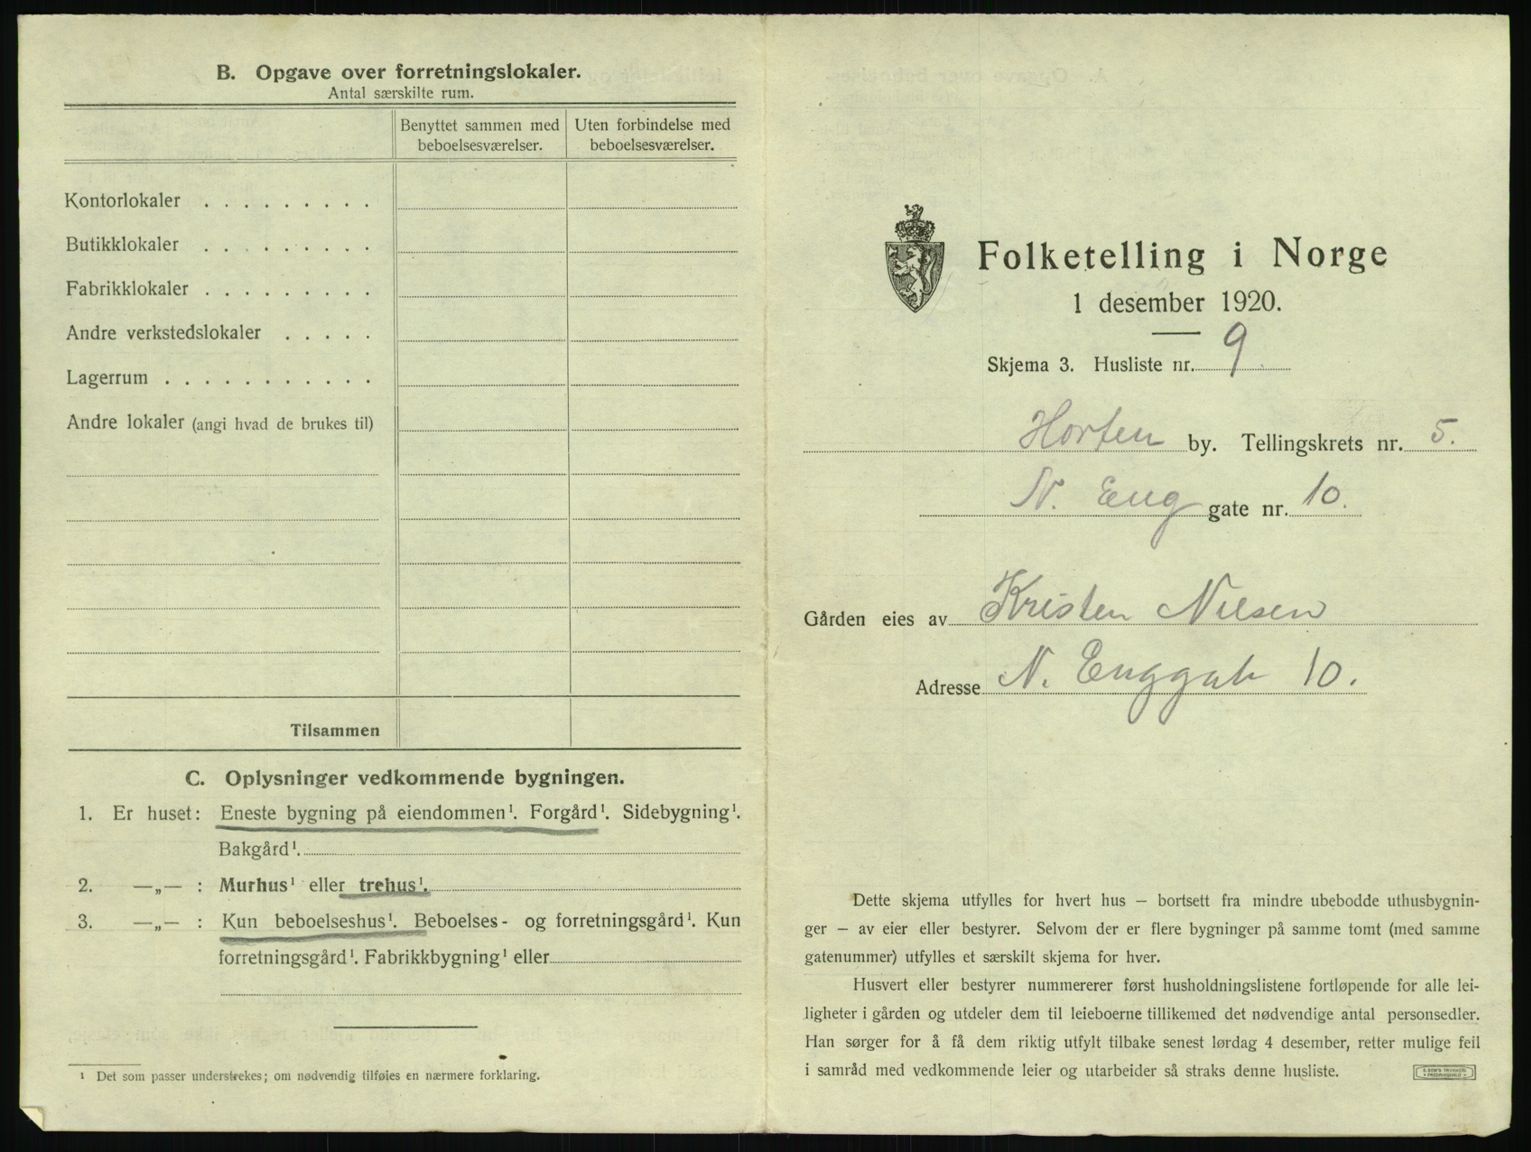 B. Opgave over forretningslokaler.
Antal særskilte rum.
Benyttet sammen med beboelsesværelser.
Uten forbindelse med beboelsesværelser.
Kontorlokaler . . . . . . . . .
Butikklokaler . . . . . . . . .
Fabrikklokaler . . . . . . . . .
Andre verkstedslokaler . . . . .
Lagerrum . . . . . . . . . . .
Andre lokaler (angi hvad de brukes til)
Tilsammen
C. Oplysninger vedkommende bygningen.
1. Er huset: Eneste bygning på eiendommen¹. Forgård¹. Sidebygning¹.
Bakgård¹.
2. —„— : Murhus¹ eller trehus¹.
3. —„— : Kun beboelseshus¹. Beboelses- og forretningsgård¹. Kun
forretningsgård¹. Fabrikkbygning¹ eller
¹ Det som passer understrekes; om nødvendig tilføies en nærmere forklaring.
Folketelling i Norge
1 desember 1920.
Skjema 3. Husliste nr. 9
Horten by. Tellingskrets nr. 5.
N. Eng gate nr. 10.
Gården eies av Kristen Nilsen
Adresse N. Enggate 10.
Dette skjema utfylles for hvert hus — bortsett fra mindre ubebodde uthusbygnin-
ger — av eier eller bestyrer. Selvom der er flere bygninger på samme tomt (med samme
gatenummer) utfylles et særskilt skjema for hver.
Husvert eller bestyrer nummererer først husholdningslistene fortløpende for alle lei-
ligheter i gården og utdeler dem til leieboerne tillikemed det nødvendige antal personsedler.
Han sørger for å få dem riktig utfylt tilbake senest lørdag 4 desember, retter mulige feil
i samråd med vedkommende leier og utarbeider så straks denne husliste.